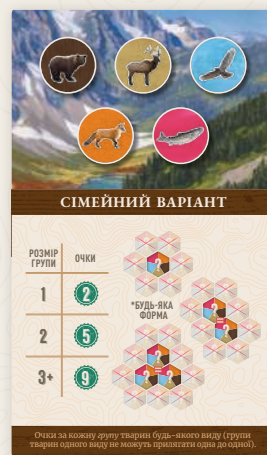 СІМЕЙНИЙ ВАРІАНТ
РОЗМІР
ГРУПИ
ОЧКИ
1
2
2
5
3+
9
*БУДЬ-ЯКА
ФОРМА
?
?
=
?
?
=
?
=
?
Очки за кожну групу тварин будь-якого виду (групи
тварин одного виду не можуть прилягати одна до одної).